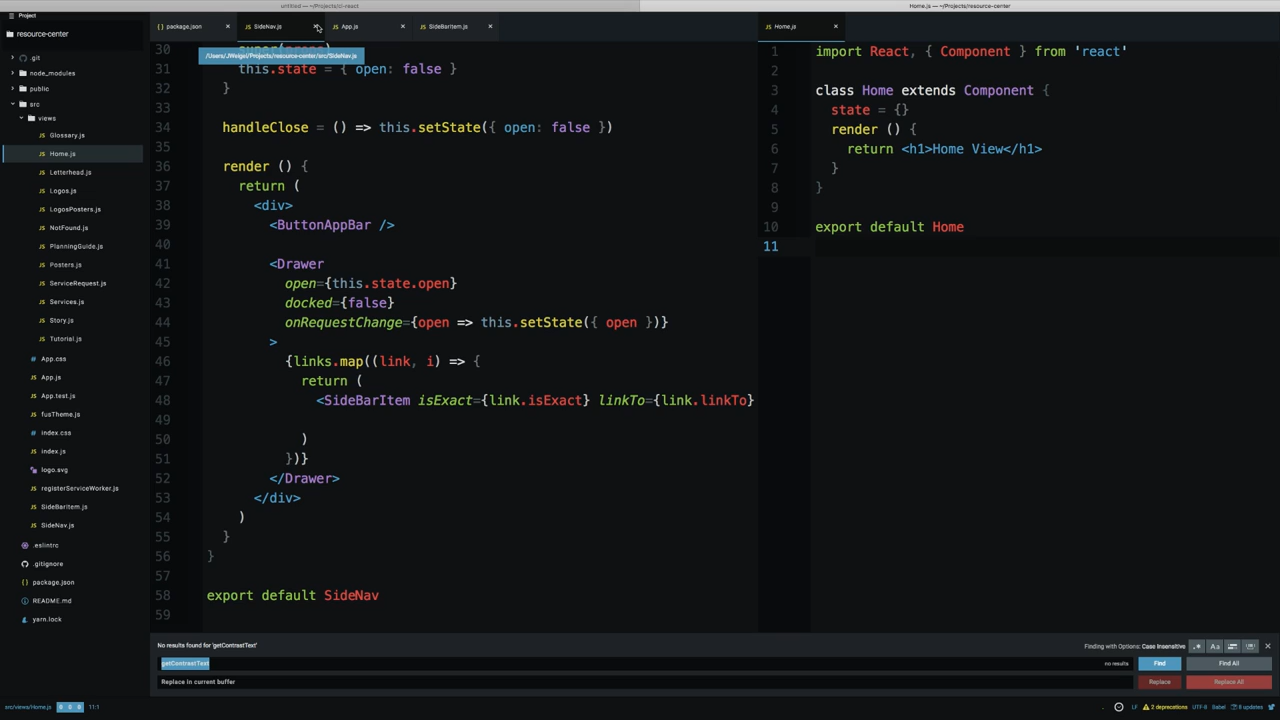 untitled — ~/Projects/ci-react
Home.js — ~/Projects/resource-center
Project
resource-center
.git
node_modules
public
src
views
Glossary.js
Home.js
Letterhead.js
Logos.js
LogosPosters.js
NotFound.js
PlanningGuide.js
Posters.js
ServiceRequest.js
Services.js
Story.js
Tutorial.js
App.css
App.js
App.test.js
fusTheme.js
index.css
index.js
logo.svg
registerServiceWorker.js
SideBarItem.js
SideNav.js
.eslintrc
.gitignore
package.json
README.md
yarn.lock
package.json
SideNav.js
App.js
SideBarItem.js
/Users/JWeigel/Projects/resource-center/src/SideNav.js
30
31 this.state = { open: false }
32 }
33
34 handleClose = () => this.setState({ open: false })
35
36 render () {
37 return (
38 <div>
39 <ButtonAppBar />
40
41 <Drawer
42 open={this.state.open}
43 docked={false}
44 onRequestChange={open => this.setState({ open })}
45 >
46 {links.map((link, i) => {
47 return (
48 <SideBarItem isExact={link.isExact} linkTo={link.linkTo}
49
50 )
51 })}
52 </Drawer>
53 </div>
54 )
55 }
56 }
57
58 export default SideNav
59
Home.js
1 import React, { Component } from 'react'
2
3 class Home extends Component {
4 state = {}
5 render () {
6 return <h1>Home View</h1>
7 }
8 }
9
10 export default Home
11
No results found for 'getContrastText'
Finding with Options: Case Insensitive
.* Aa
getContrastText
no results
Find
Find All
Replace in current buffer
Replace
Replace All
src/views/Home.js 0 0 0 11:1
LF 2 deprecations UTF-8 Babel 8 updates